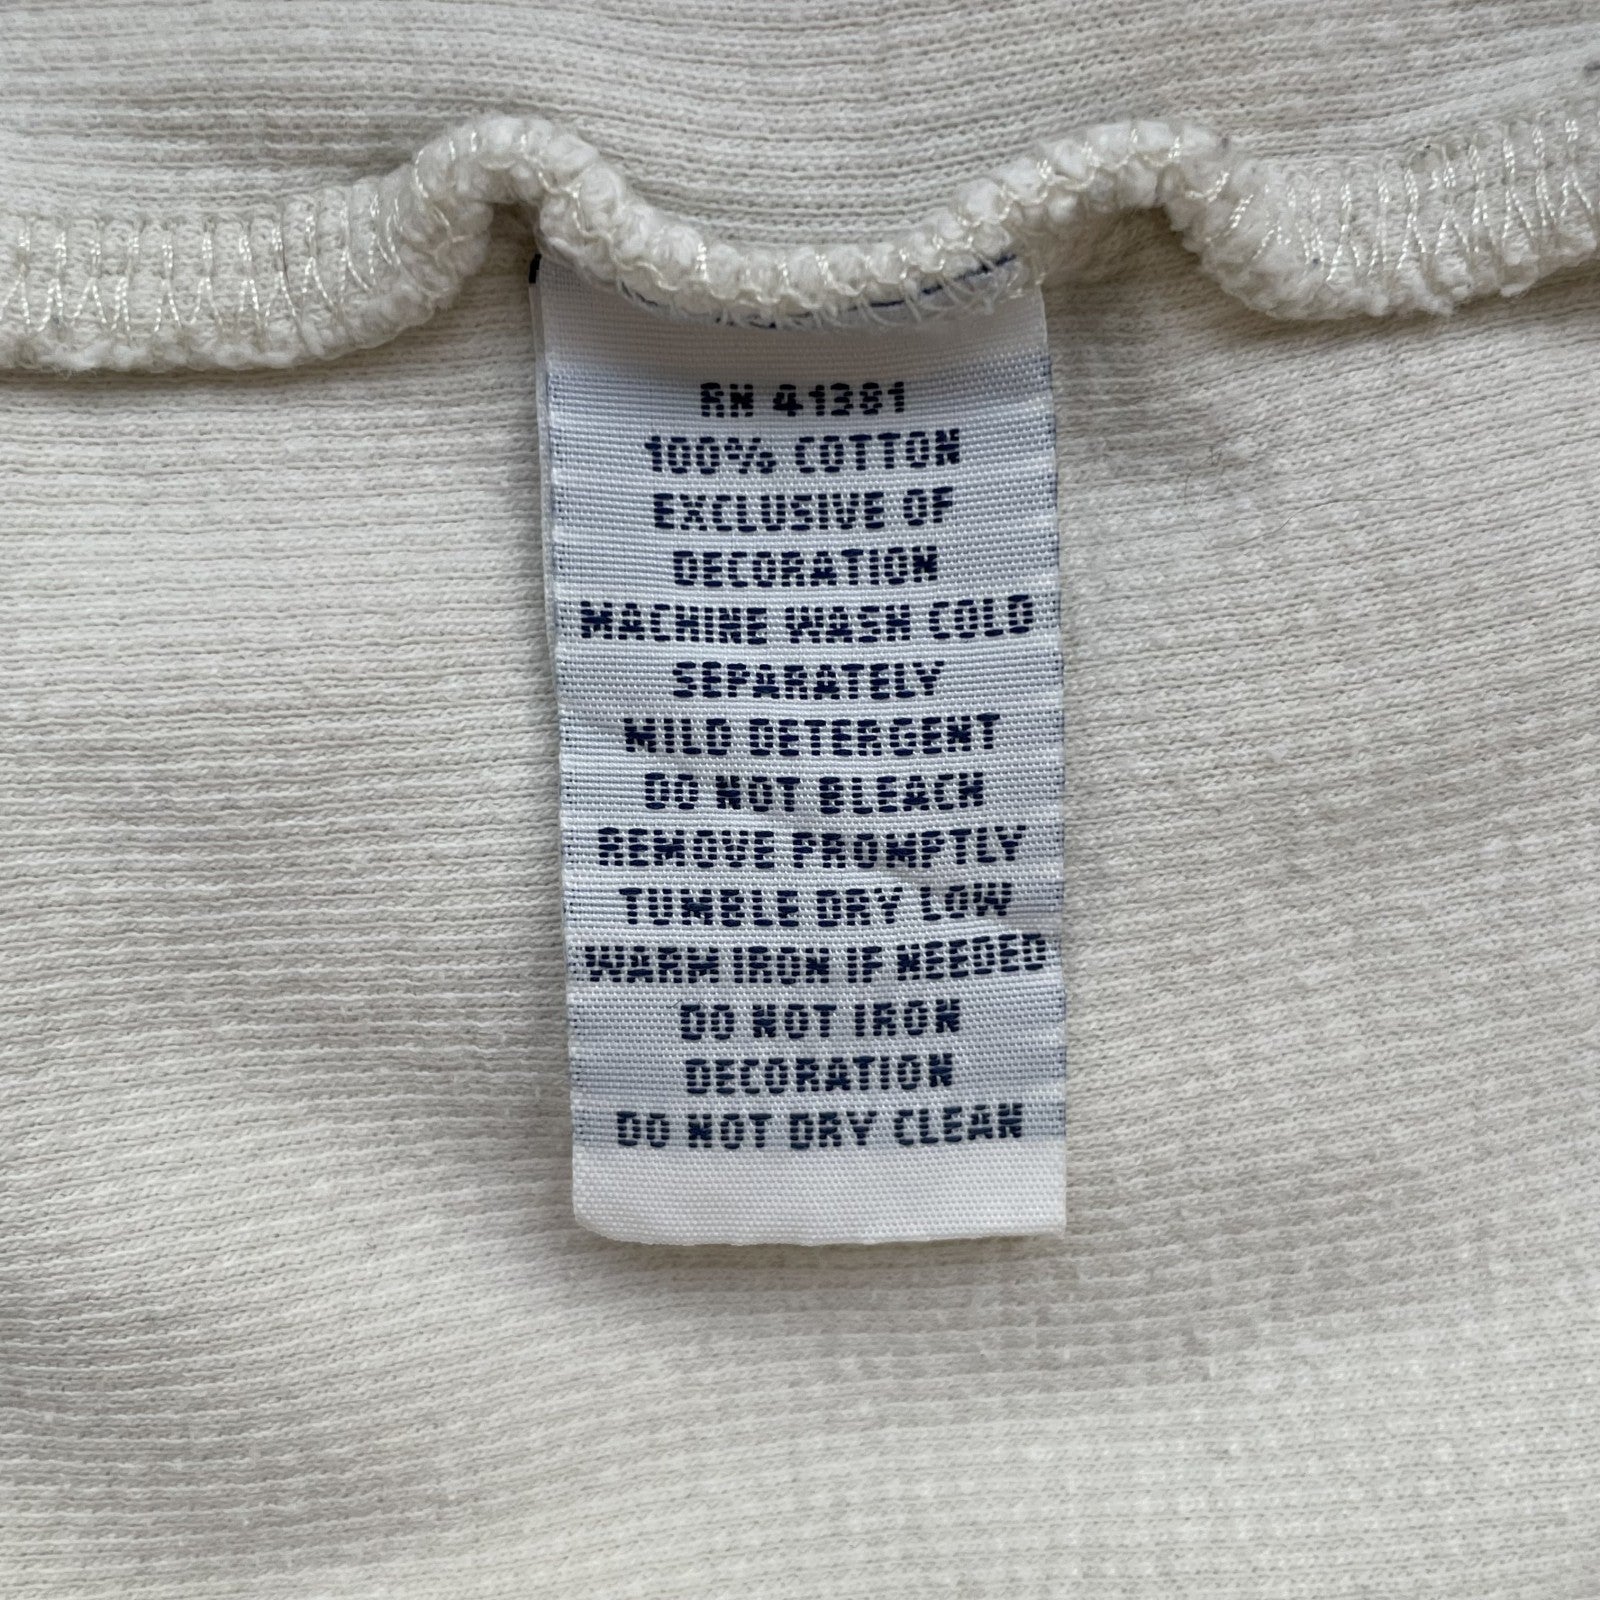 RN 41381
100% COTTON
EXCLUSIVE OF
DECORATION
MACHINE WASH COLD
SEPARATELY
MILD DETERGENT
DO NOT BLEACH
REMOVE PROMPTLY
TUMBLE DRY LOW
WARM IRON IF NEEDED
DO NOT IRON
DECORATION
DO NOT DRY CLEAN